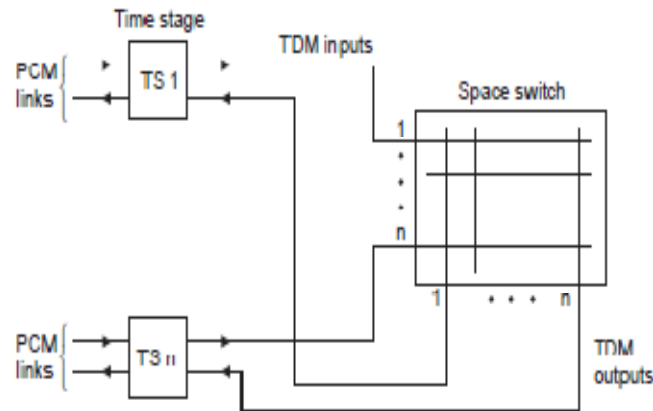 Time stage
PCM
links
TS 1
TDM inputs
Space switch
1
n
1
n
PCM
links
TS n
TDM
outputs